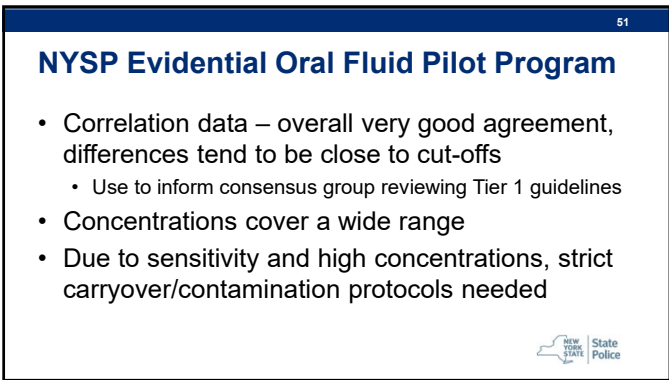 51
NYSP Evidential Oral Fluid Pilot Program
• Correlation data – overall very good agreement,
differences tend to be close to cut-offs
• Use to inform consensus group reviewing Tier 1 guidelines
• Concentrations cover a wide range
• Due to sensitivity and high concentrations, strict
carryover/contamination protocols needed
NEW
YORK
STATE
State
Police